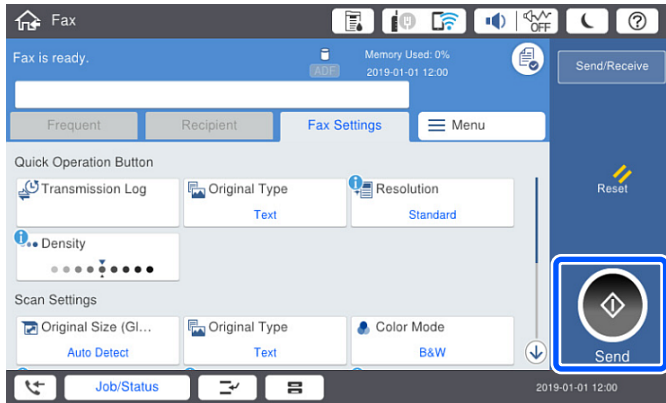 Fax
OFF
Fax is ready.
ADF
Memory Used: 0%
2019-01-01 12:00
Send/Receive
Frequent
Recipient
Fax Settings
Menu
Quick Operation Button
Transmission Log
Original Type
Text
Resolution
Standard
Reset
Density
Scan Settings
Original Size (Gl...
Auto Detect
Original Type
Text
Color Mode
B&W
Send
Job/Status
2019-01-01 12:00